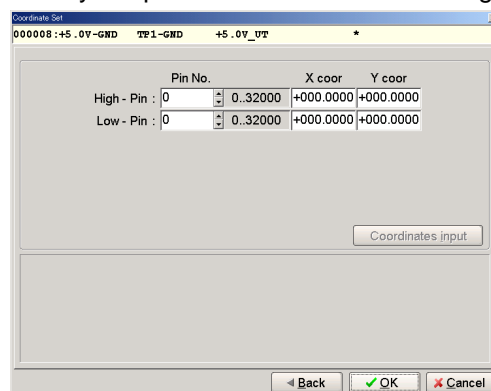 Coordinate Set
000008:+5.0V-GND TP1-GND +5.0V_UT *
Pin No. X coor Y coor
High - Pin : 0 0..32000 +000.0000 +000.0000
Low - Pin : 0 0..32000 +000.0000 +000.0000
Coordinates input
Back OK Cancel